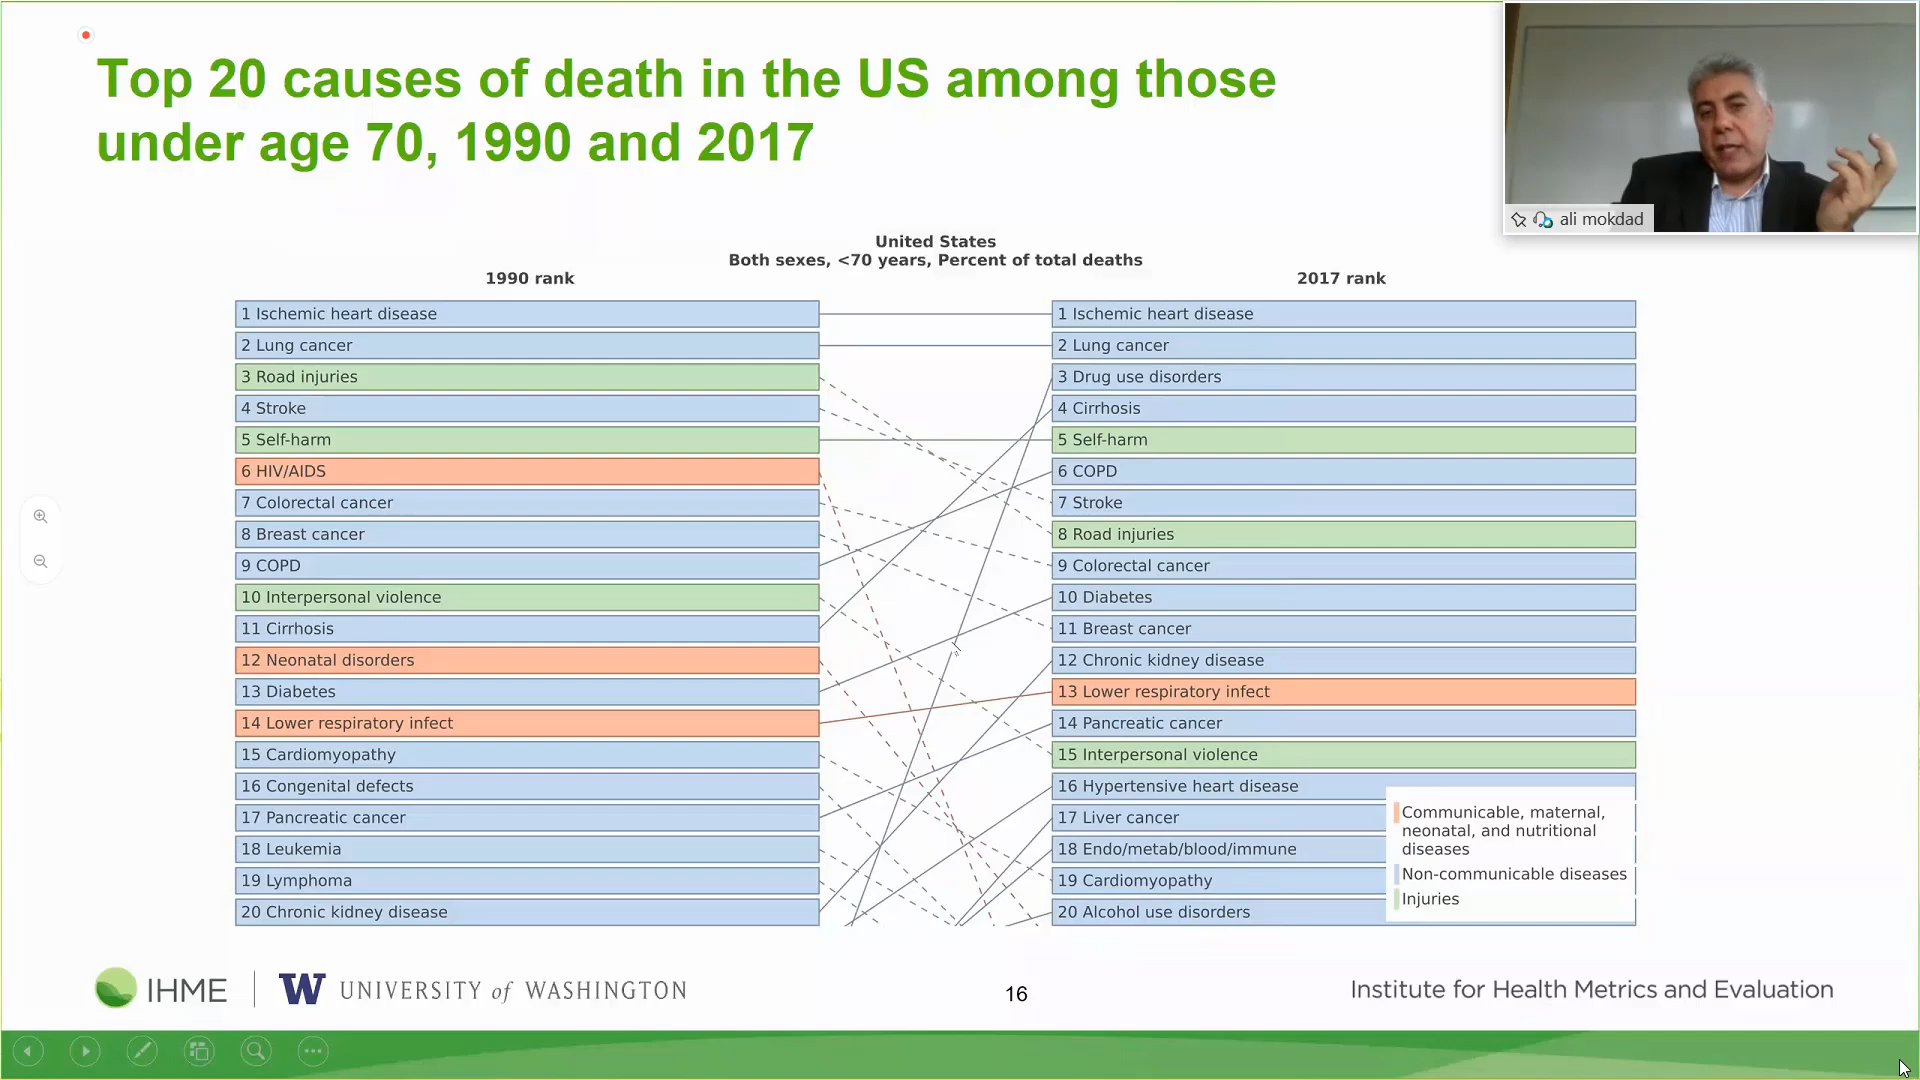 Top 20 causes of death in the US among those
under age 70, 1990 and 2017
ali mokdad
United States
Both sexes, <70 years, Percent of total deaths
1990 rank
2017 rank
1 Ischemic heart disease
2 Lung cancer
3 Road injuries
4 Stroke
5 Self-harm
6 HIV/AIDS
7 Colorectal cancer
8 Breast cancer
9 COPD
10 Interpersonal violence
11 Cirrhosis
12 Neonatal disorders
13 Diabetes
14 Lower respiratory infect
15 Cardiomyopathy
16 Congenital defects
17 Pancreatic cancer
18 Leukemia
19 Lymphoma
20 Chronic kidney disease
1 Ischemic heart disease
2 Lung cancer
3 Drug use disorders
4 Cirrhosis
5 Self-harm
6 COPD
7 Stroke
8 Road injuries
9 Colorectal cancer
10 Diabetes
11 Breast cancer
12 Chronic kidney disease
13 Lower respiratory infect
14 Pancreatic cancer
15 Interpersonal violence
16 Hypertensive heart disease
17 Liver cancer
18 Endo/metab/blood/immune
19 Cardiomyopathy
20 Alcohol use disorders
Communicable, maternal,
neonatal, and nutritional
diseases
Non-communicable diseases
Injuries
IHME
W UNIVERSITY of WASHINGTON
16
Institute for Health Metrics and Evaluation